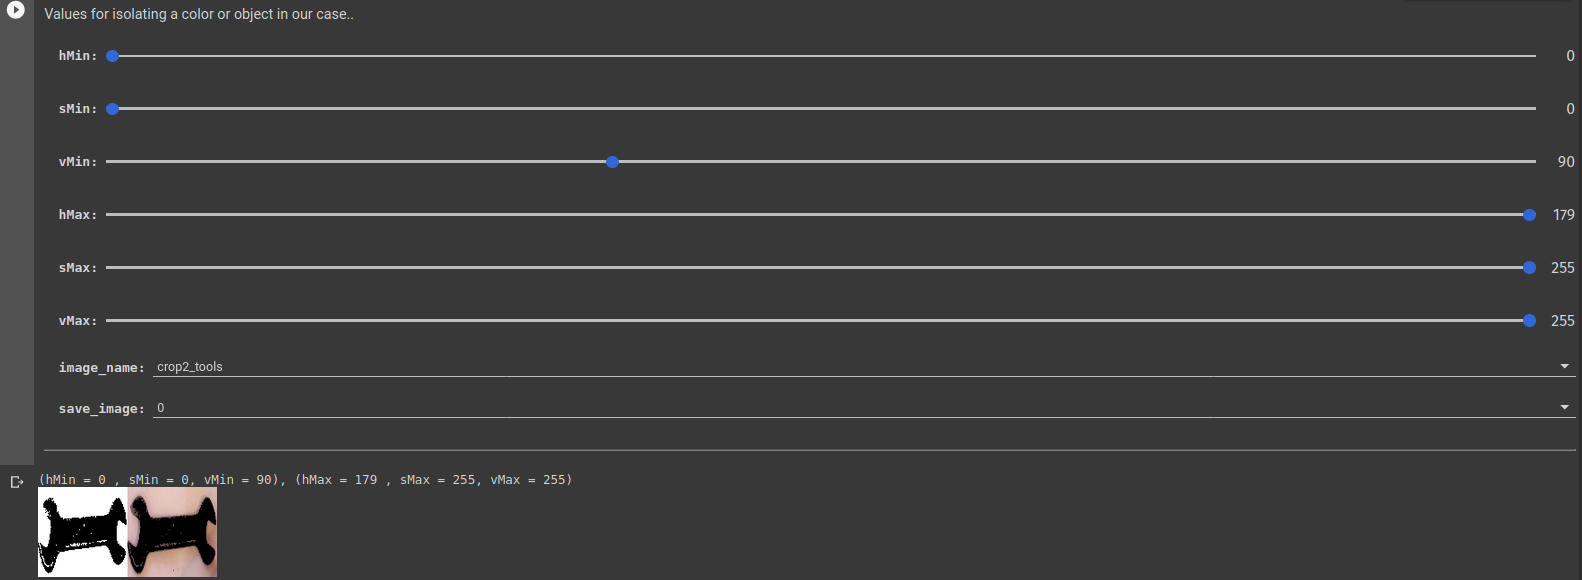 Values for isolating a color or object in our case..
hMin: 0
sMin: 0
vMin: 90
hMax: 179
sMax: 255
vMax: 255
image_name: crop2_tools
save_image: 0
(hMin = 0 , sMin = 0, vMin = 90), (hMax = 179 , sMax = 255, vMax = 255)